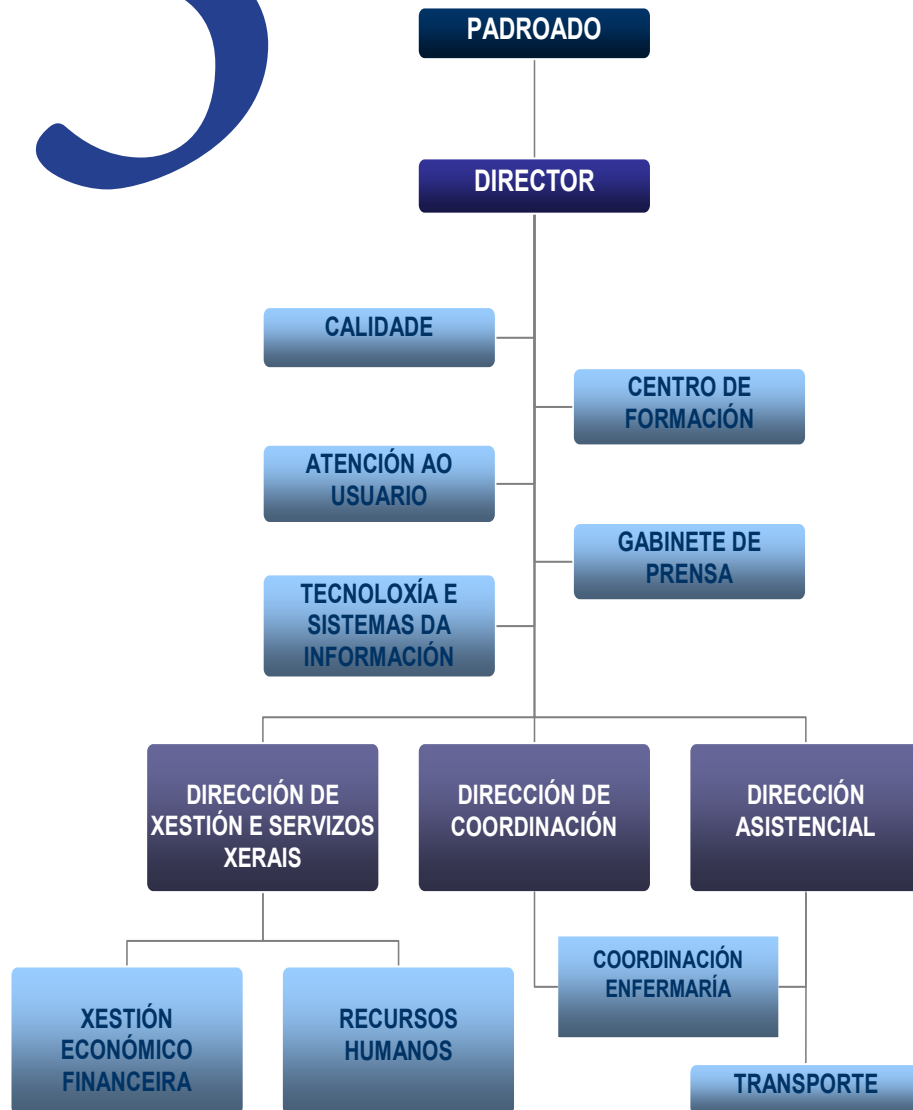 PADROADO
DIRECTOR
CALIDADE
CENTRO DE
FORMACIÓN
ATENCIÓN AO
USUARIO
GABINETE DE
PRENSA
TECNOLOXÍA E
SISTEMAS DA
INFORMACIÓN
DIRECCIÓN DE
XESTIÓN E SERVIZOS
XERAIS
DIRECCIÓN DE
COORDINACIÓN
DIRECCIÓN
ASISTENCIAL
COORDINACIÓN
ENFERMARÍA
XESTIÓN
ECONÓMICO
FINANCEIRA
RECURSOS
HUMANOS
TRANSPORTE